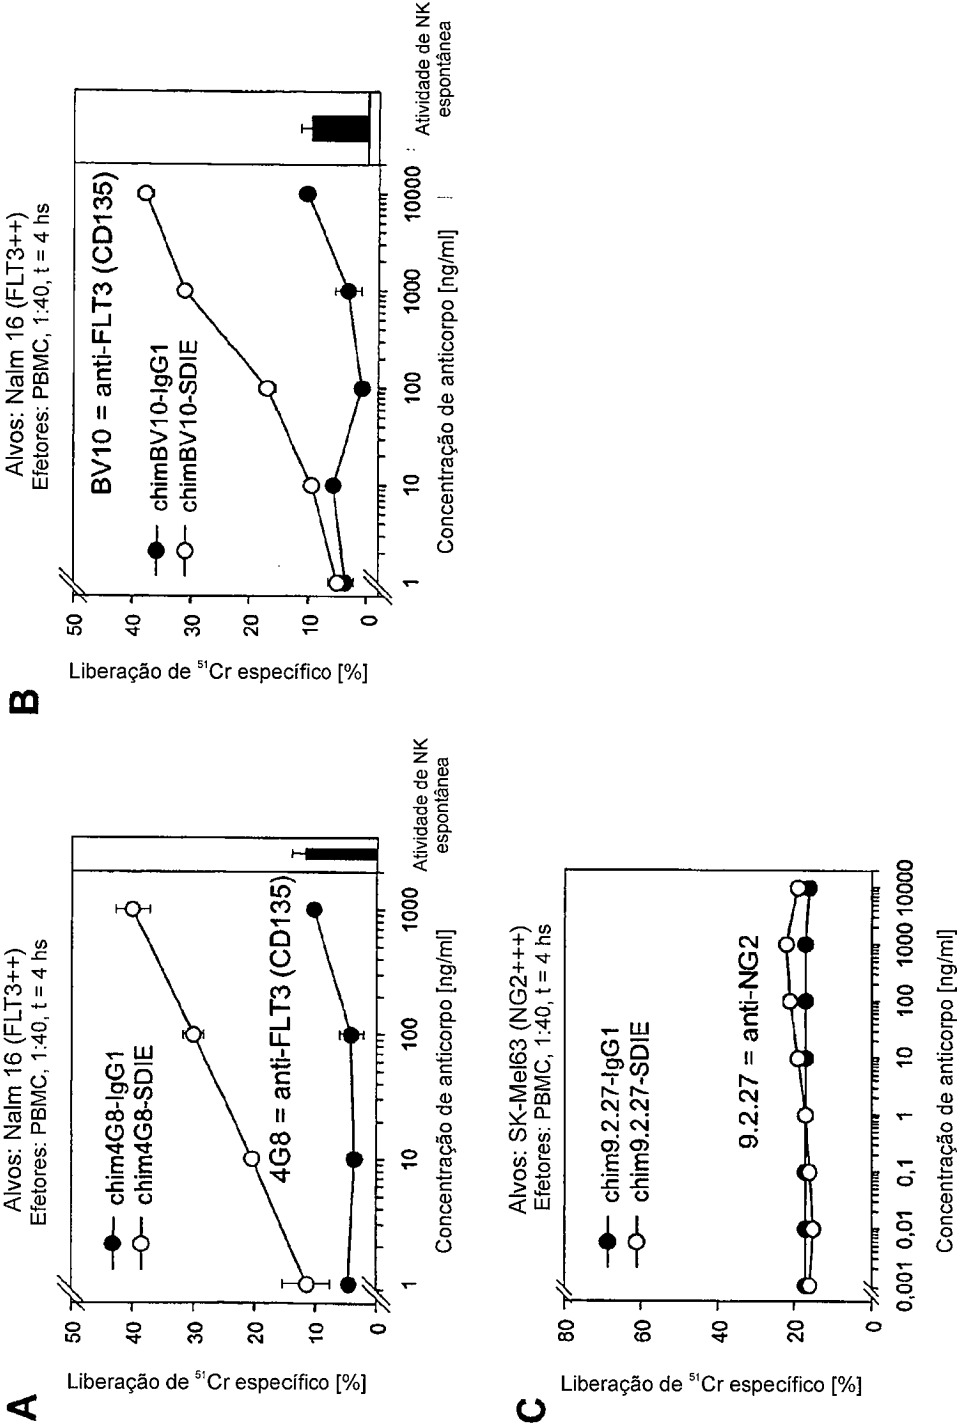 A
Alvos: Nalm 16 (FLT3++)
Efetores: PBMC, 1:40, t = 4 hs
Liberação de ⁵¹Cr específico [%]
50
40
30
20
10
0
chim4G8-IgG1
chim4G8-SDIE
4G8 = anti-FLT3 (CD135)
1
10
100
1000
Concentração de anticorpo [ng/ml]
Atividade de NK
espontânea
B
Alvos: Nalm 16 (FLT3++)
Efetores: PBMC, 1:40, t = 4 hs
Liberação de ⁵¹Cr específico [%]
50
40
30
20
10
0
BV10 = anti-FLT3 (CD135)
chimBV10-IgG1
chimBV10-SDIE
1
10
100
1000
10000
Concentração de anticorpo [ng/ml]
Atividade de NK
espontânea
C
Alvos: SK-Mel63 (NG2+++)
Efetores: PBMC, 1:40, t = 4 hs
Liberação de ⁵¹Cr específico [%]
80
60
40
20
0
chim9.2.27-IgG1
chim9.2.27-SDIE
9.2.27 = anti-NG2
0,001 0,01 0,1 1 10 100 1000 10000
Concentração de anticorpo [ng/ml]